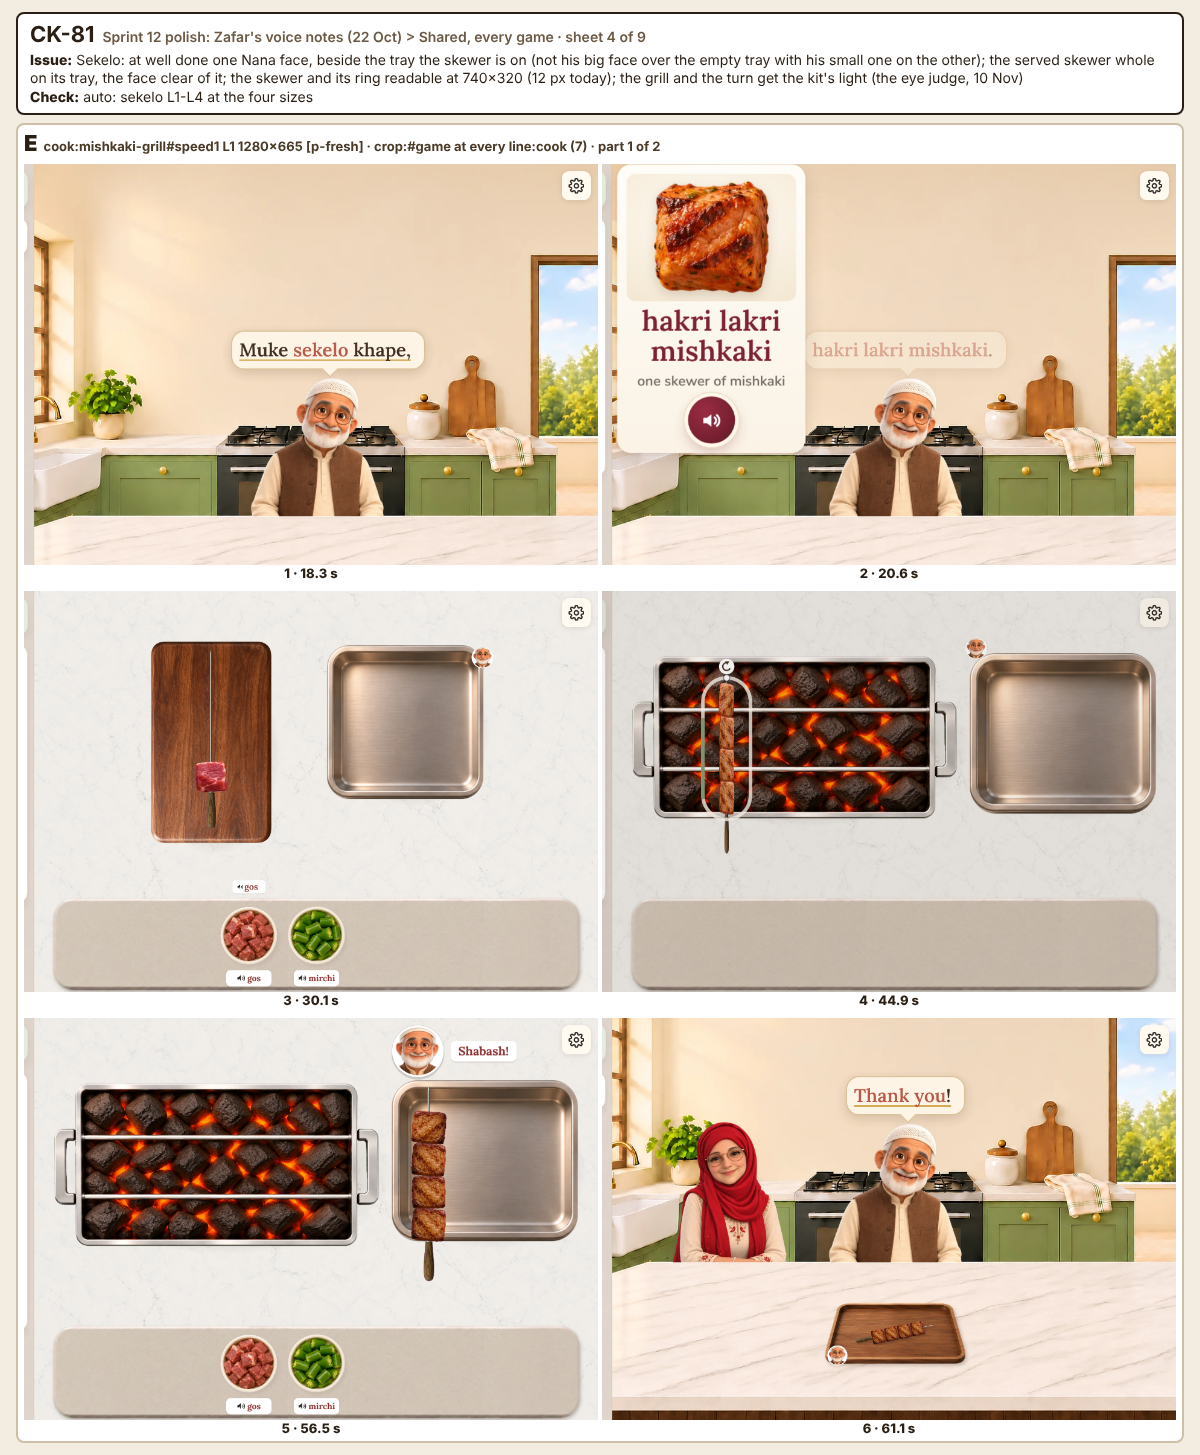 CK-81 Sprint 12 polish: Zafar's voice notes (22 Oct) > Shared, every game · sheet 4 of 9
Issue: Sekelo: at well done one Nana face, beside the tray the skewer is on (not his big face over the empty tray with his small one on the other); the served skewer whole
on its tray, the face clear of it; the skewer and its ring readable at 740×320 (12 px today); the grill and the turn get the kit's light (the eye judge, 10 Nov)
Check: auto: sekelo L1-L4 at the four sizes
E cook:mishkaki-grill#speed1 L1 1280×665 [p-fresh] · crop:#game at every line:cook (7) · part 1 of 2
Muke sekelo khape,
1 · 18.3 s
hakri lakri
mishkaki
one skewer of mishkaki
hakri lakri mishkaki.
2 · 20.6 s
gos
gos
mirchi
3 · 30.1 s
4 · 44.9 s
Shabash!
gos
mirchi
5 · 56.5 s
Thank you!
6 · 61.1 s